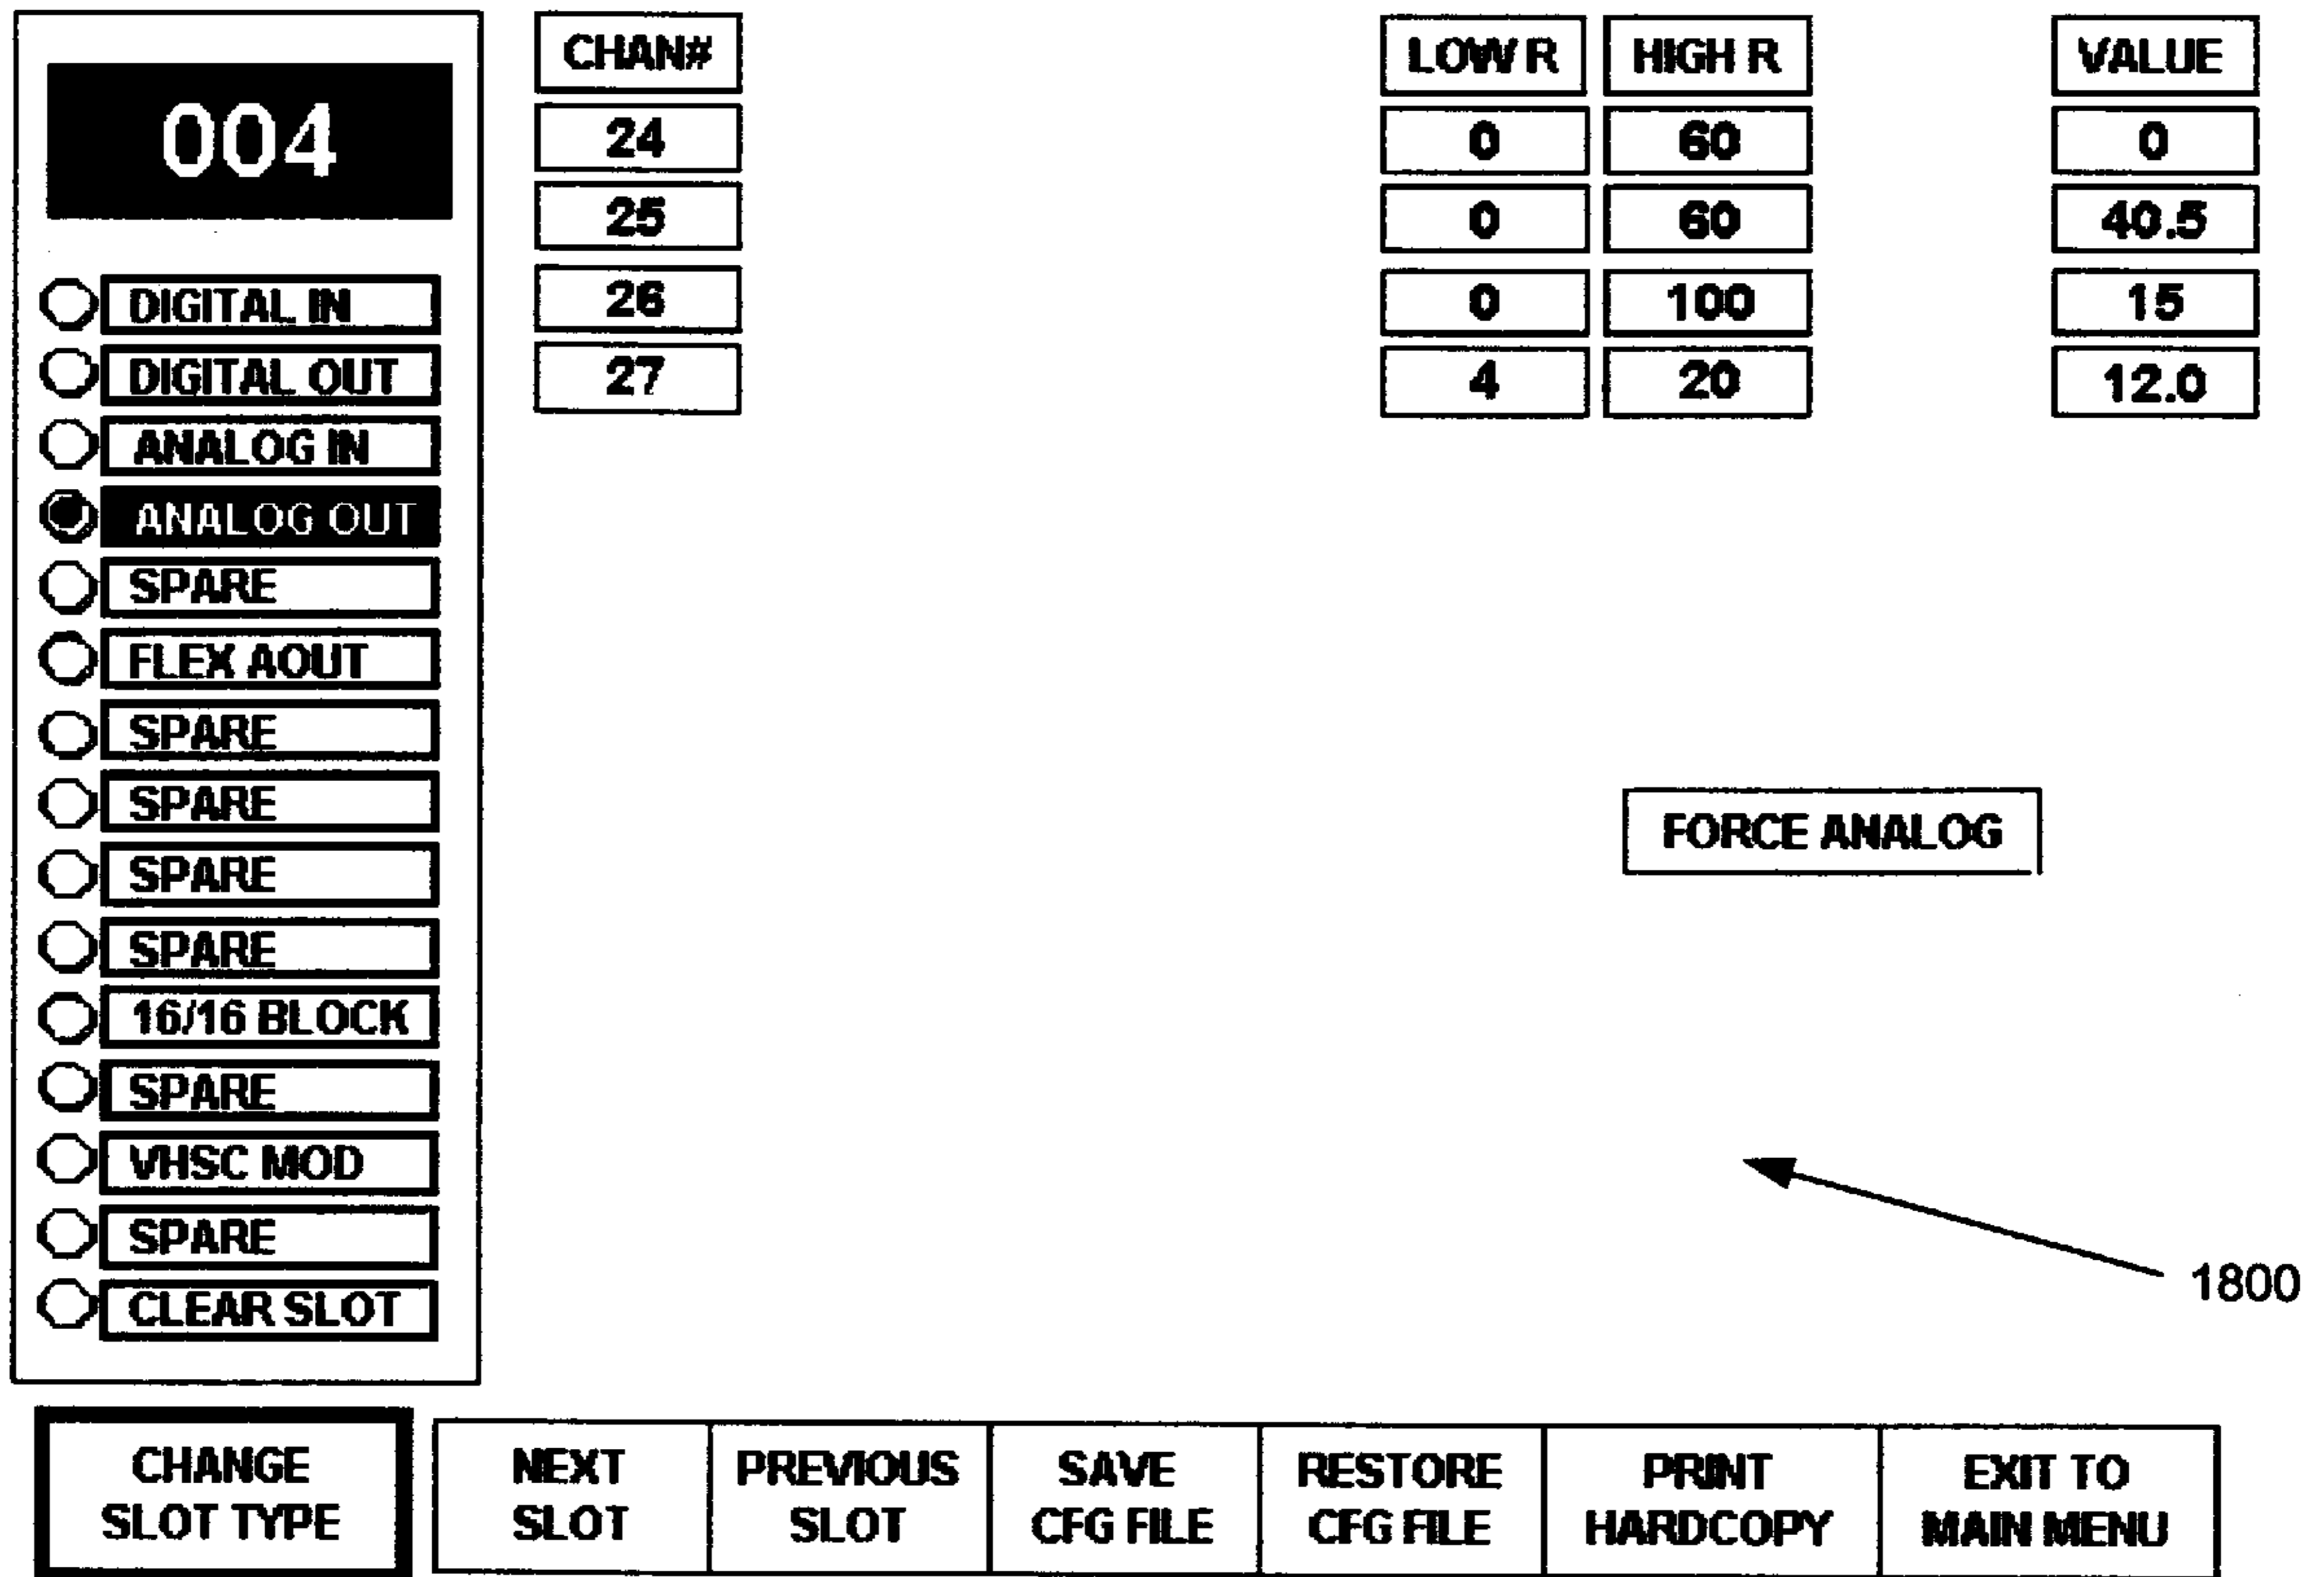 004
DIGITAL IN
DIGITAL OUT
ANALOG IN
ANALOG OUT
SPARE
FLEX AOUT
SPARE
SPARE
SPARE
SPARE
16/16 BLOCK
SPARE
VHSC MOD
SPARE
CLEAR SLOT
CHAN# LOW R HIGH R VALUE
24 0 60 0
25 0 60 40.5
26 0 100 15
27 4 20 12.0
FORCE ANALOG
1800
CHANGE
SLOT TYPE
NEXT
SLOT
PREVIOUS
SLOT
SAVE
CFG FILE
RESTORE
CFG FILE
PRINT
HARDCOPY
EXIT TO
MAIN MENU